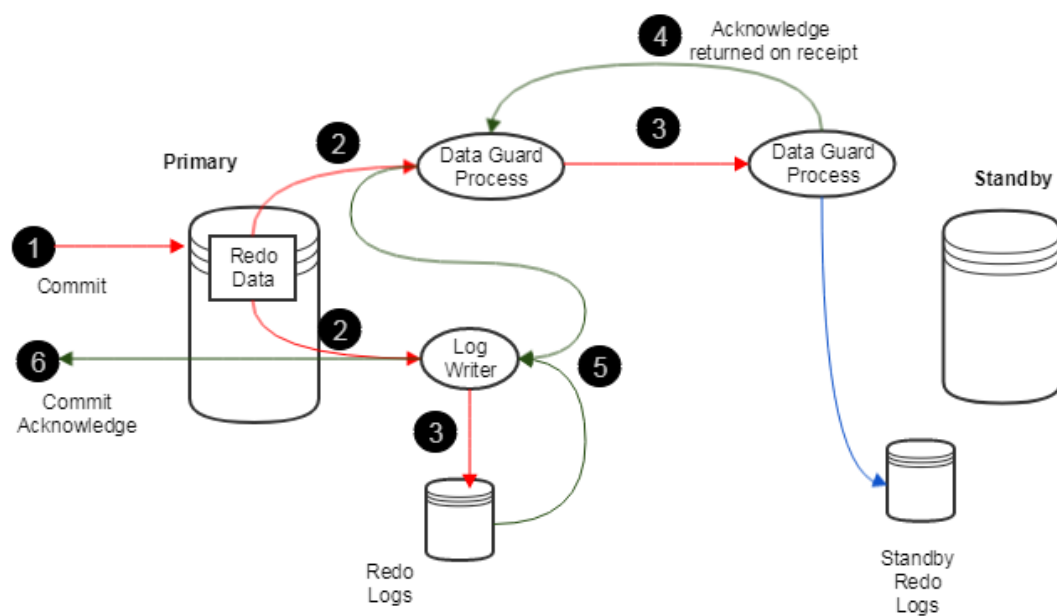 4
Acknowledge
returned on receipt
2
3
Primary
Data Guard
Process
Data Guard
Process
Standby
1
Redo
Data
Commit
2
6
Log
Writer
5
Commit
Acknowledge
3
Redo
Logs
Standby
Redo
Logs